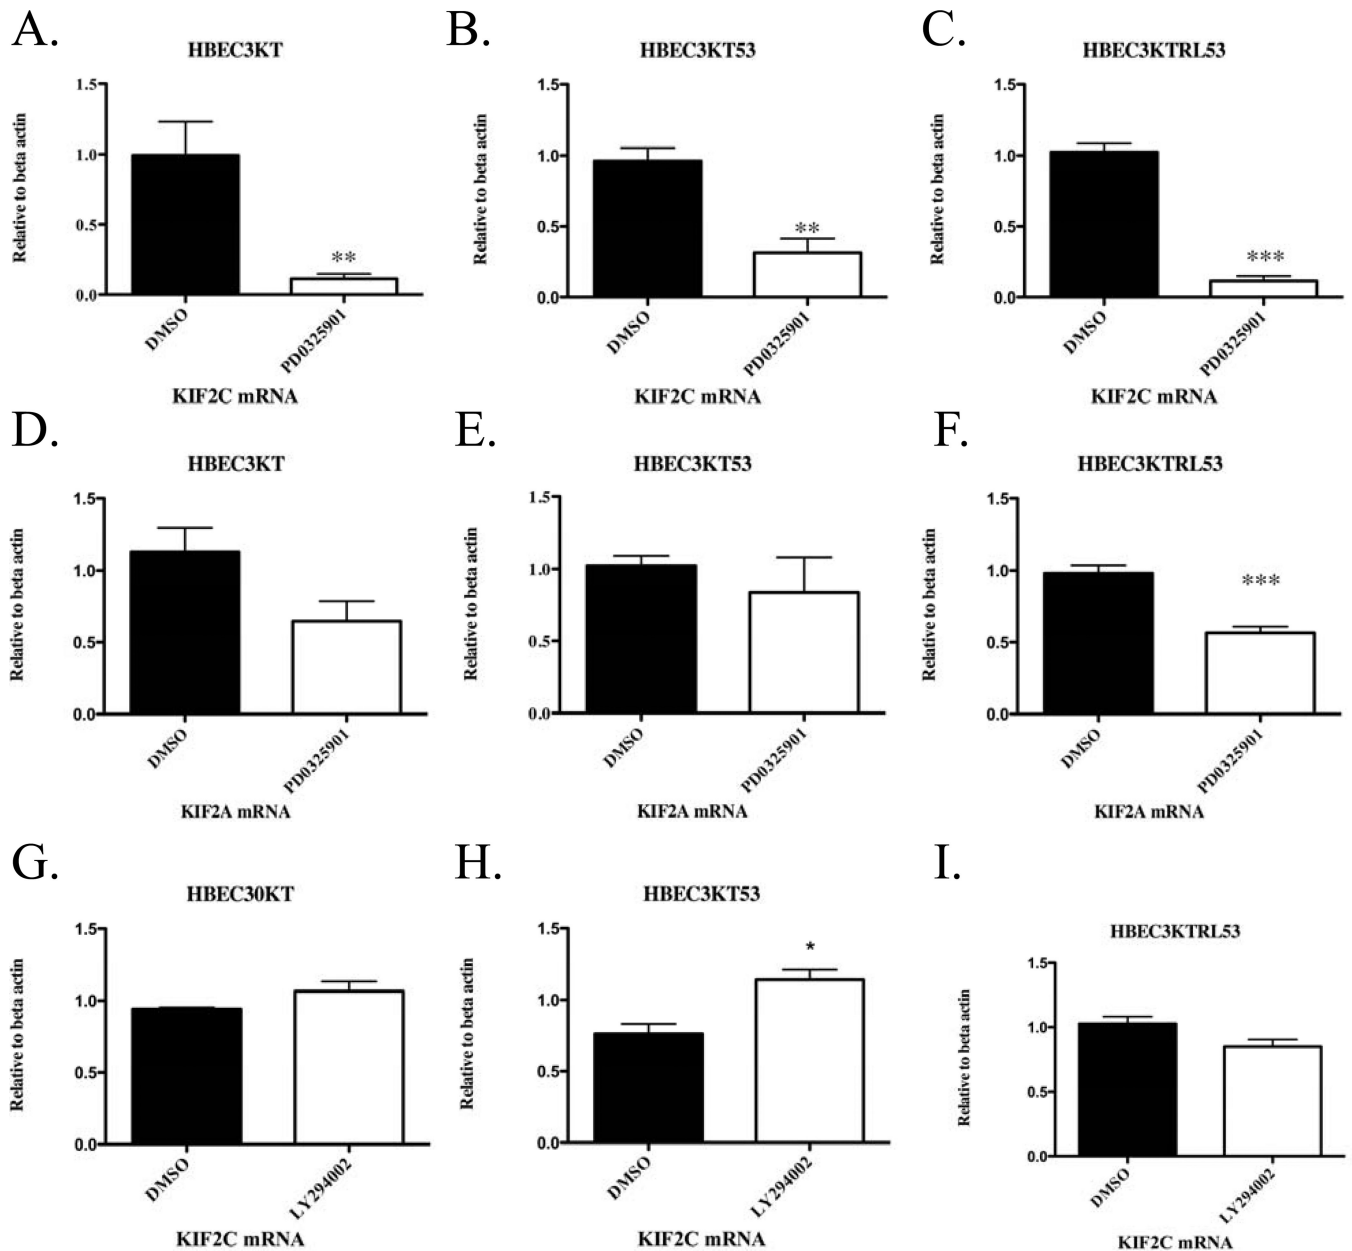 A.
HBEC3KT
Relative to beta actin
1.5
1.0
0.5
0.0
**
DMSO
PD0325901
KIF2C mRNA
B.
HBEC3KT53
Relative to beta actin
1.5
1.0
0.5
0.0
**
DMSO
PD0325901
KIF2C mRNA
C.
HBEC3KTRL53
Relative to beta actin
1.5
1.0
0.5
0.0
***
DMSO
PD0325901
KIF2C mRNA
D.
HBEC3KT
Relative to beta actin
1.5
1.0
0.5
0.0
DMSO
PD0325901
KIF2A mRNA
E.
HBEC3KT53
Relative to beta actin
1.5
1.0
0.5
0.0
DMSO
PD0325901
KIF2A mRNA
F.
HBEC3KTRL53
Relative to beta actin
1.5
1.0
0.5
0.0
***
DMSO
PD0325901
KIF2A mRNA
G.
HBEC30KT
Relative to beta actin
1.5
1.0
0.5
0.0
DMSO
LY294002
KIF2C mRNA
H.
HBEC3KT53
Relative to beta actin
1.5
1.0
0.5
0.0
*
DMSO
LY294002
KIF2C mRNA
I.
HBEC3KTRL53
Relative to beta actin
1.5
1.0
0.5
0.0
DMSO
LY294002
KIF2C mRNA